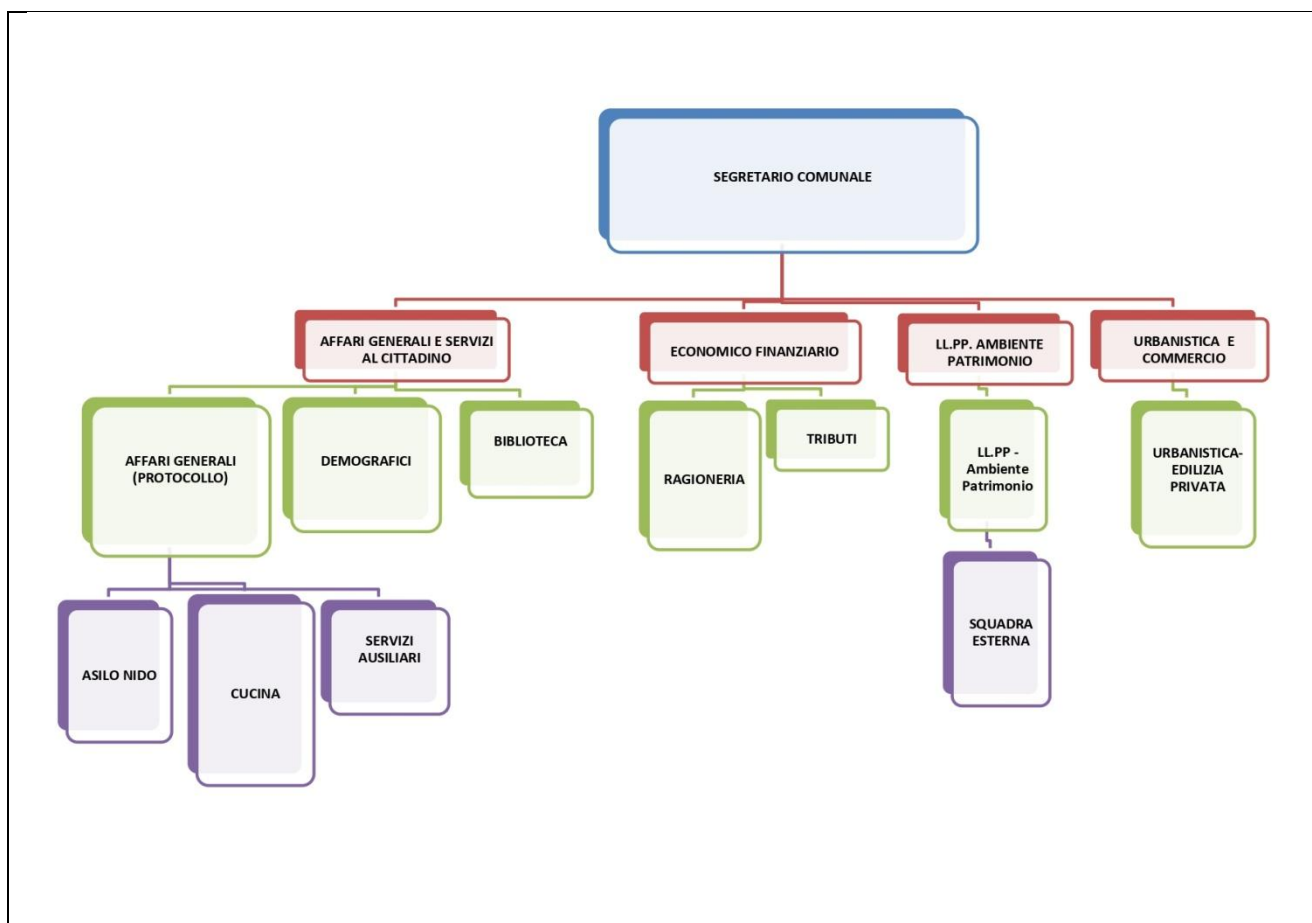 SEGRETARIO COMUNALE
AFFARI GENERALI E SERVIZI
AL CITTADINO
ECONOMICO FINANZIARIO
LL.PP. AMBIENTE
PATRIMONIO
URBANISTICA E
COMMERCIO
AFFARI GENERALI
(PROTOCOLLO)
DEMOGRAFICI
BIBLIOTECA
RAGIONERIA
TRIBUTI
LL.PP -
Ambiente
Patrimonio
URBANISTICA-
EDILIZIA
PRIVATA
ASILO NIDO
CUCINA
SERVIZI
AUSILIARI
SQUADRA
ESTERNA